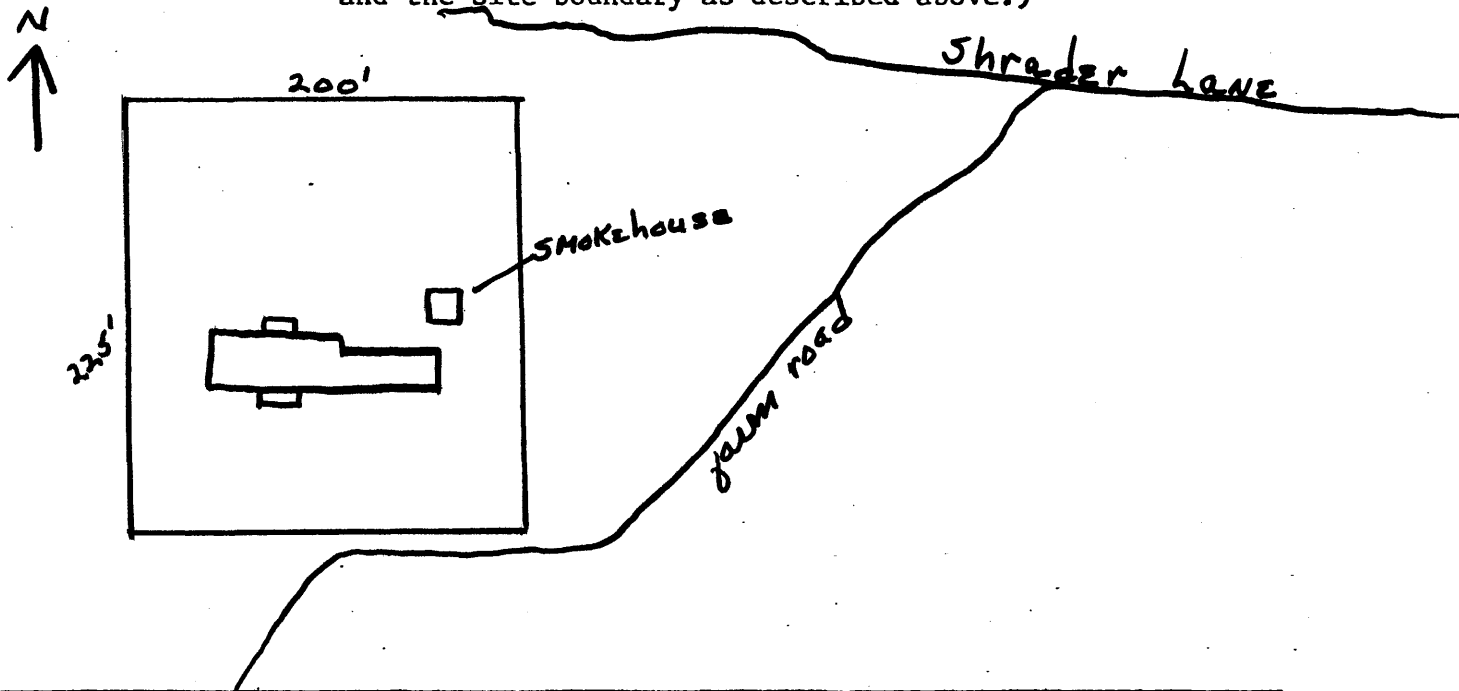 and the site boundary as described above.)
N
200'
Shrader Lane
Smokehouse
225'
farm road